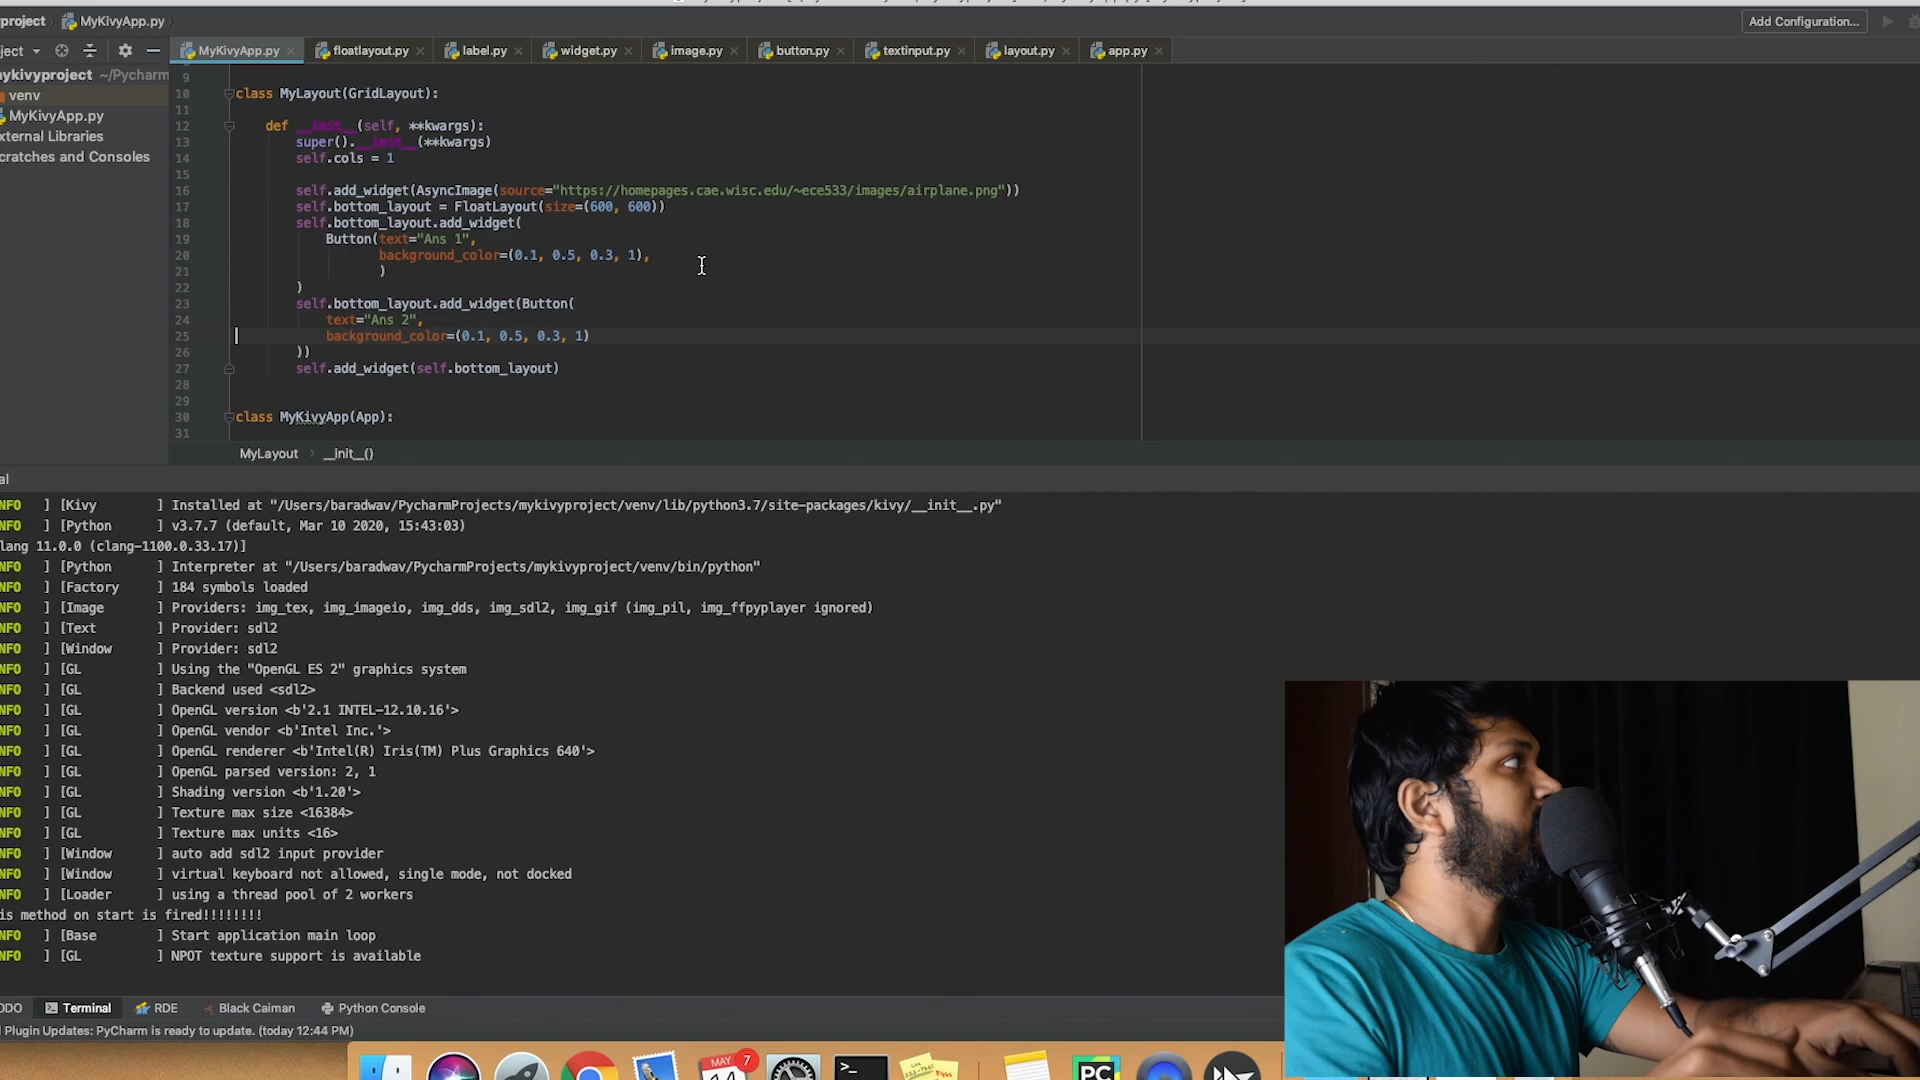 project MyKivyApp.py
Add Configuration...
ject
MyKivyApp.py floatlayout.py label.py widget.py image.py button.py textinput.py layout.py app.py
mykivyproject ~/Pycharm
venv
MyKivyApp.py
xternal Libraries
cratches and Consoles
9
10 class MyLayout(GridLayout):
11
12 def __init__(self, **kwargs):
13 super().__init__(**kwargs)
14 self.cols = 1
15
16 self.add_widget(AsyncImage(source="https://homepages.cae.wisc.edu/~ece533/images/airplane.png"))
17 self.bottom_layout = FloatLayout(size=(600, 600))
18 self.bottom_layout.add_widget(
19 Button(text="Ans 1",
20 background_color=(0.1, 0.5, 0.3, 1),
21 )
22 )
23 self.bottom_layout.add_widget(Button(
24 text="Ans 2",
25 background_color=(0.1, 0.5, 0.3, 1)
26 ))
27 self.add_widget(self.bottom_layout)
28
29
30 class MyKivyApp(App):
31
MyLayout › __init__()
al
NFO ] [Kivy ] Installed at "/Users/baradwav/PycharmProjects/mykivyproject/venv/lib/python3.7/site-packages/kivy/__init__.py"
NFO ] [Python ] v3.7.7 (default, Mar 10 2020, 15:43:03)
lang 11.0.0 (clang-1100.0.33.17)]
NFO ] [Python ] Interpreter at "/Users/baradwav/PycharmProjects/mykivyproject/venv/bin/python"
NFO ] [Factory ] 184 symbols loaded
NFO ] [Image ] Providers: img_tex, img_imageio, img_dds, img_sdl2, img_gif (img_pil, img_ffpyplayer ignored)
NFO ] [Text ] Provider: sdl2
NFO ] [Window ] Provider: sdl2
NFO ] [GL ] Using the "OpenGL ES 2" graphics system
NFO ] [GL ] Backend used <sdl2>
NFO ] [GL ] OpenGL version <b'2.1 INTEL-12.10.16'>
NFO ] [GL ] OpenGL vendor <b'Intel Inc.'>
NFO ] [GL ] OpenGL renderer <b'Intel(R) Iris(TM) Plus Graphics 640'>
NFO ] [GL ] OpenGL parsed version: 2, 1
NFO ] [GL ] Shading version <b'1.20'>
NFO ] [GL ] Texture max size <16384>
NFO ] [GL ] Texture max units <16>
NFO ] [Window ] auto add sdl2 input provider
NFO ] [Window ] virtual keyboard not allowed, single mode, not docked
NFO ] [Loader ] using a thread pool of 2 workers
is method on start is fired!!!!!!!!
NFO ] [Base ] Start application main loop
NFO ] [GL ] NPOT texture support is available
ODO Terminal RDE Black Caiman Python Console
Plugin Updates: PyCharm is ready to update. (today 12:44 PM)
MAY 7
PC